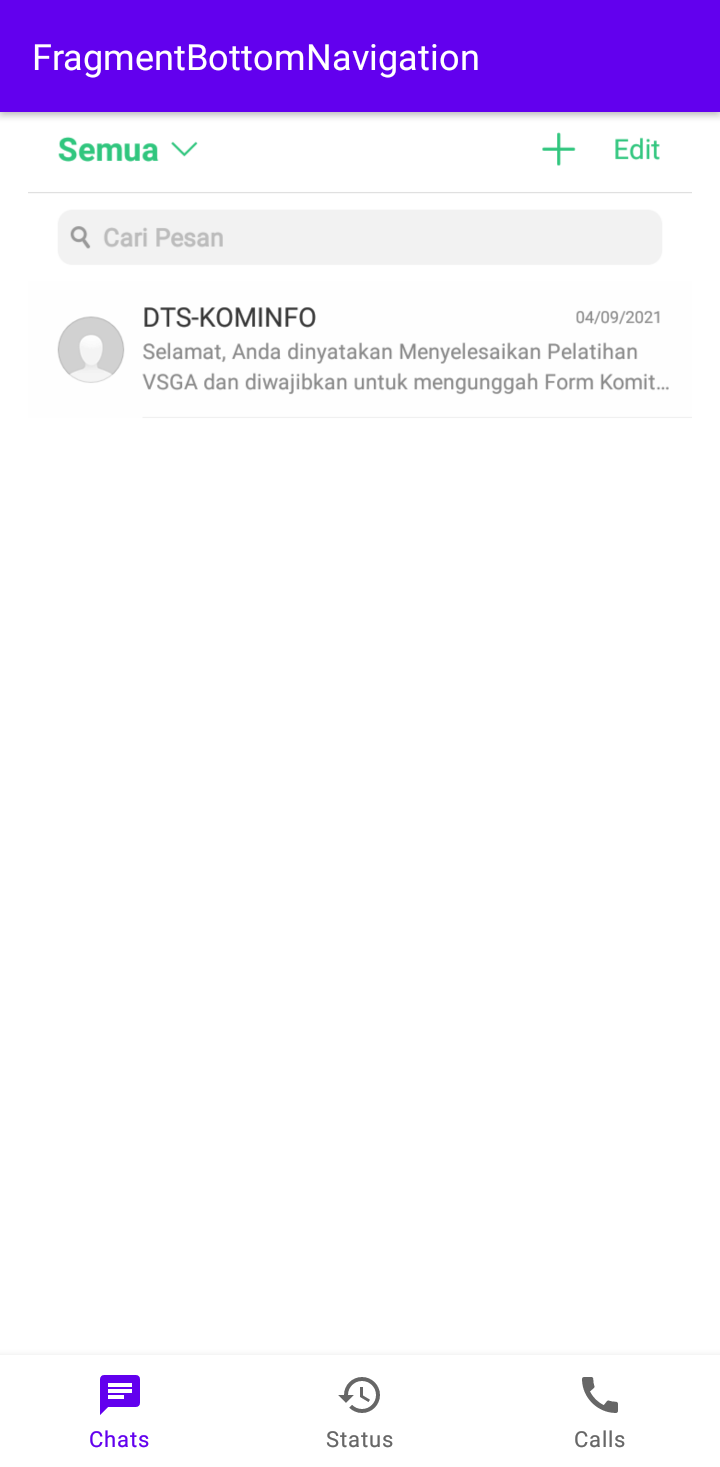 FragmentBottomNavigation
Semua
Edit
Cari Pesan
DTS-KOMINFO
04/09/2021
Selamat, Anda dinyatakan Menyelesaikan Pelatihan
VSGA dan diwajibkan untuk mengunggah Form Komit...
Chats
Status
Calls